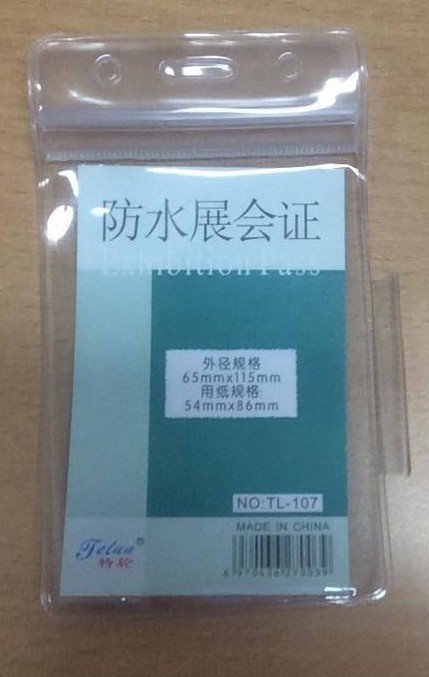 防水展会证
Exhibition Pass
外径规格
65mmx115mm
用纸规格
54mmx86mm
NO:TL-107
MADE IN CHINA
Telun®
特轮